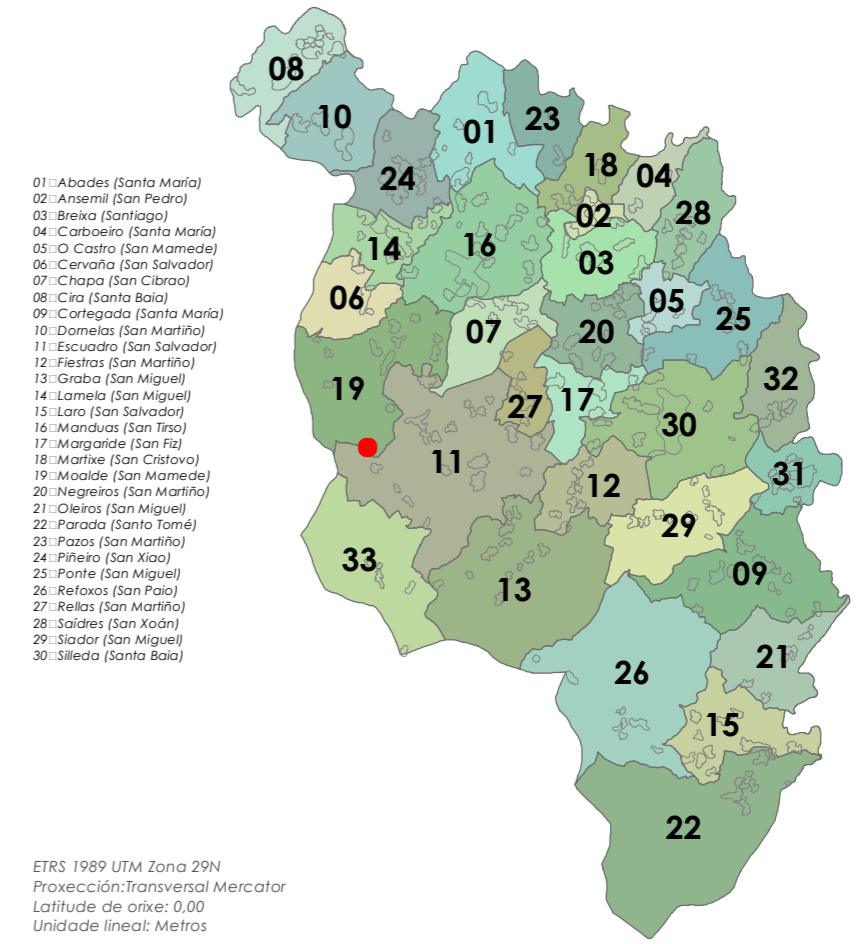 08
10
01
23
24
18
04
02
28
14
16
03
06
05
07
20
25
19
27
17
32
30
11
12
31
29
33
13
09
26
21
15
22
01□Abades (Santa María)
02□Ansemil (San Pedro)
03□Breixa (Santiago)
04□Carboeiro (Santa María)
05□O Castro (San Mamede)
06□Cervaña (San Salvador)
07□Chapa (San Cibrao)
08□Cira (Santa Baia)
09□Cortegada (Santa María)
10□Dornelas (San Martiño)
11□Escuadro (San Salvador)
12□Fiestras (San Martiño)
13□Graba (San Miguel)
14□Lamela (San Miguel)
15□Laro (San Salvador)
16□Manduas (San Tirso)
17□Margaride (San Fiz)
18□Martixe (San Cristovo)
19□Moalde (San Mamede)
20□Negreiros (San Martiño)
21□Oleiros (San Miguel)
22□Parada (Santo Tomé)
23□Pazos (San Martiño)
24□Piñeiro (San Xiao)
25□Ponte (San Miguel)
26□Refoxos (San Paio)
27□Rellas (San Martiño)
28□Saídres (San Xoán)
29□Siador (San Miguel)
30□Silleda (Santa Baia)
ETRS 1989 UTM Zona 29N
Proxección:Transversal Mercator
Latitude de orixe: 0,00
Unidade lineal: Metros